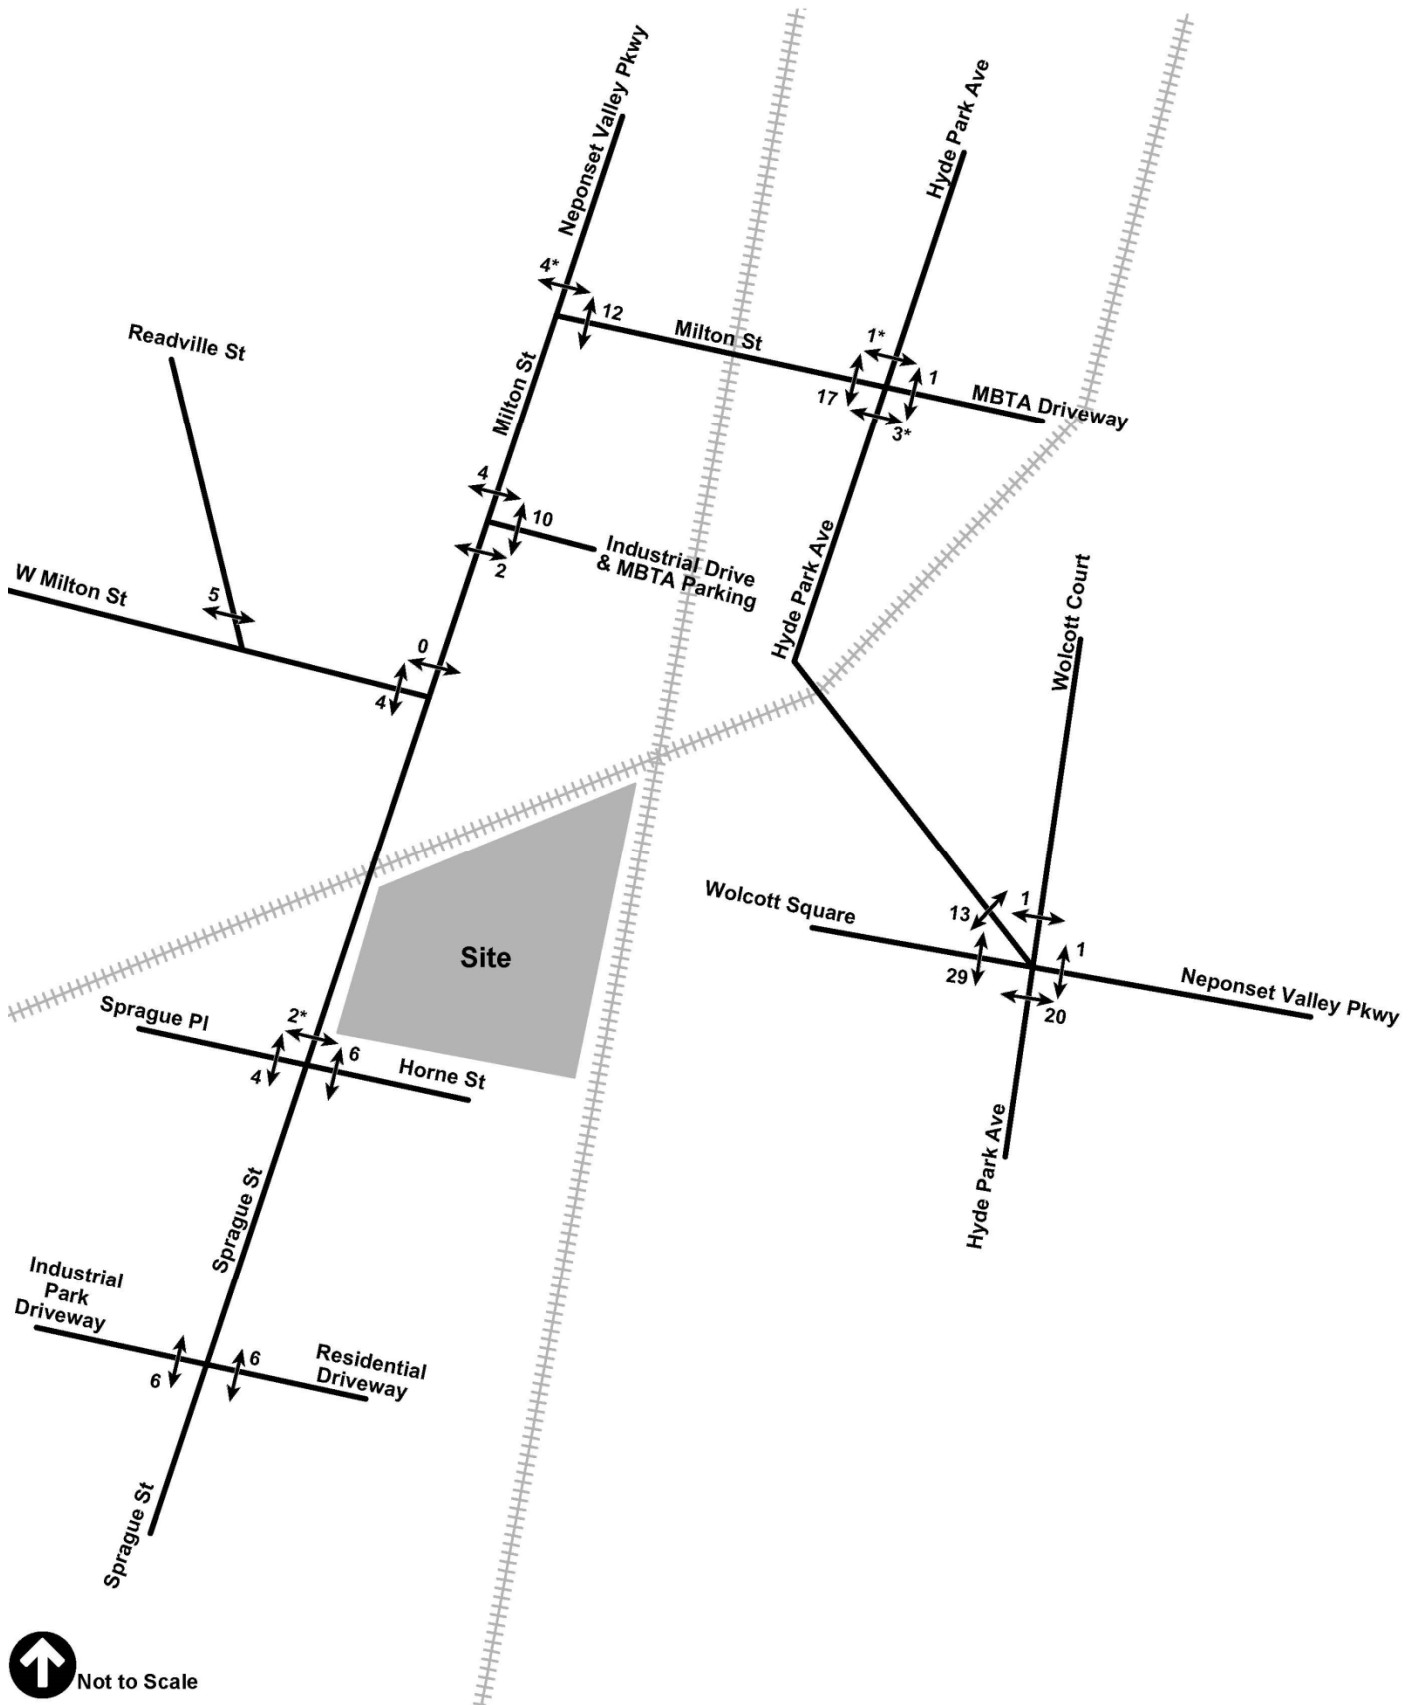 Neponset Valley Pkwy
Hyde Park Ave
4*
12
Milton St
1*
1
17
3*
MBTA Driveway
Readville St
Milton St
4
10
2
Industrial Drive
& MBTA Parking
Hyde Park Ave
Wolcott Court
W Milton St
5
0
4
Wolcott Square
13
1
1
29
20
Neponset Valley Pkwy
Site
Sprague Pl
2*
6
4
Horne St
Hyde Park Ave
Sprague St
Industrial
Park
Driveway
6
6
Residential
Driveway
Sprague St
Not to Scale